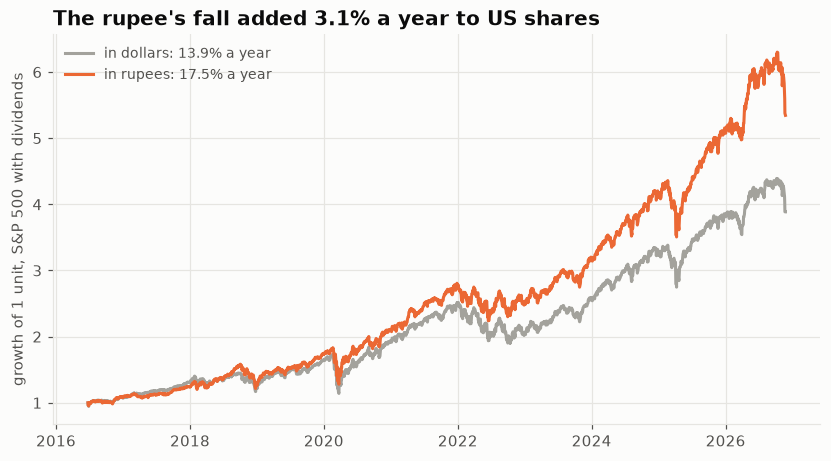 The rupee's fall added 3.1% a year to US shares
in dollars: 13.9% a year
in rupees: 17.5% a year
growth of 1 unit, S&P 500 with dividends
6
5
4
3
2
1
2016 2018 2020 2022 2024 2026